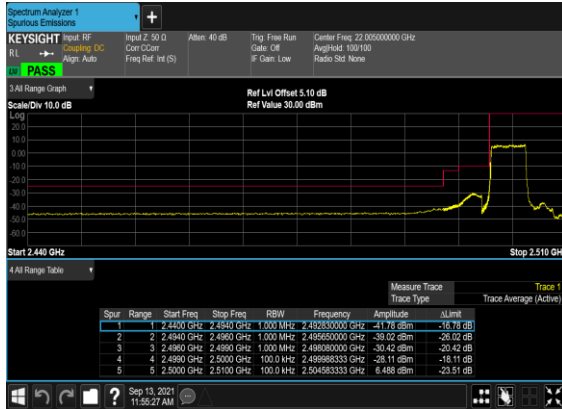 Spectrum Analyzer 1
Spurious Emissions
KEYSIGHT Input: RF Input Z: 50 Ω Atten: 40 dB Trig: Free Run Center Freq: 22.005000000 GHz
RL Coupling: DC Corr CCorr Gate: Off Avg|Hold: 100/100
Align: Auto Freq Ref: Int (S) IF Gain: Low Radio Std: None
LW PASS
3 All Range Graph Ref Lvl Offset 5.10 dB
Scale/Div 10.0 dB Ref Value 30.00 dBm
Log
20.0
10.0
0.00
-10.0
-20.0
-30.0
-40.0
-50.0
-60.0
Start 2.440 GHz Stop 2.510 GH
4 All Range Table
Measure Trace Trace 1
Trace Type Trace Average (Active)
Spur Range Start Freq Stop Freq RBW Frequency Amplitude ΔLimit
1 1 2.4400 GHz 2.4940 GHz 1.000 MHz 2.492830000 GHz -41.78 dBm -16.78 dB
2 2 2.4940 GHz 2.4960 GHz 1.000 MHz 2.495650000 GHz -39.02 dBm -26.02 dB
3 3 2.4960 GHz 2.4990 GHz 1.000 MHz 2.498080000 GHz -30.42 dBm -20.42 dB
4 4 2.4990 GHz 2.5000 GHz 100.0 kHz 2.499988333 GHz -28.11 dBm -18.11 dB
5 5 2.5000 GHz 2.5100 GHz 100.0 kHz 2.504583333 GHz 6.488 dBm -23.51 dB
? Sep 13, 2021
11:55:27 AM